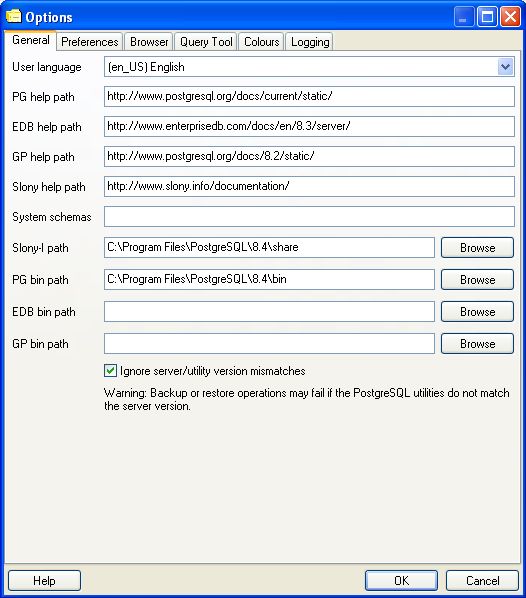 Options
General Preferences Browser Query Tool Colours Logging
User language (en_US) English
PG help path http://www.postgresql.org/docs/current/static/
EDB help path http://www.enterprisedb.com/docs/en/8.3/server/
GP help path http://www.postgresql.org/docs/8.2/static/
Slony help path http://www.slony.info/documentation/
System schemas
Slony-I path C:\Program Files\PostgreSQL\8.4\share Browse
PG bin path C:\Program Files\PostgreSQL\8.4\bin Browse
EDB bin path Browse
GP bin path Browse
Ignore server/utility version mismatches
Warning: Backup or restore operations may fail if the PostgreSQL utilities do not match
the server version.
Help OK Cancel